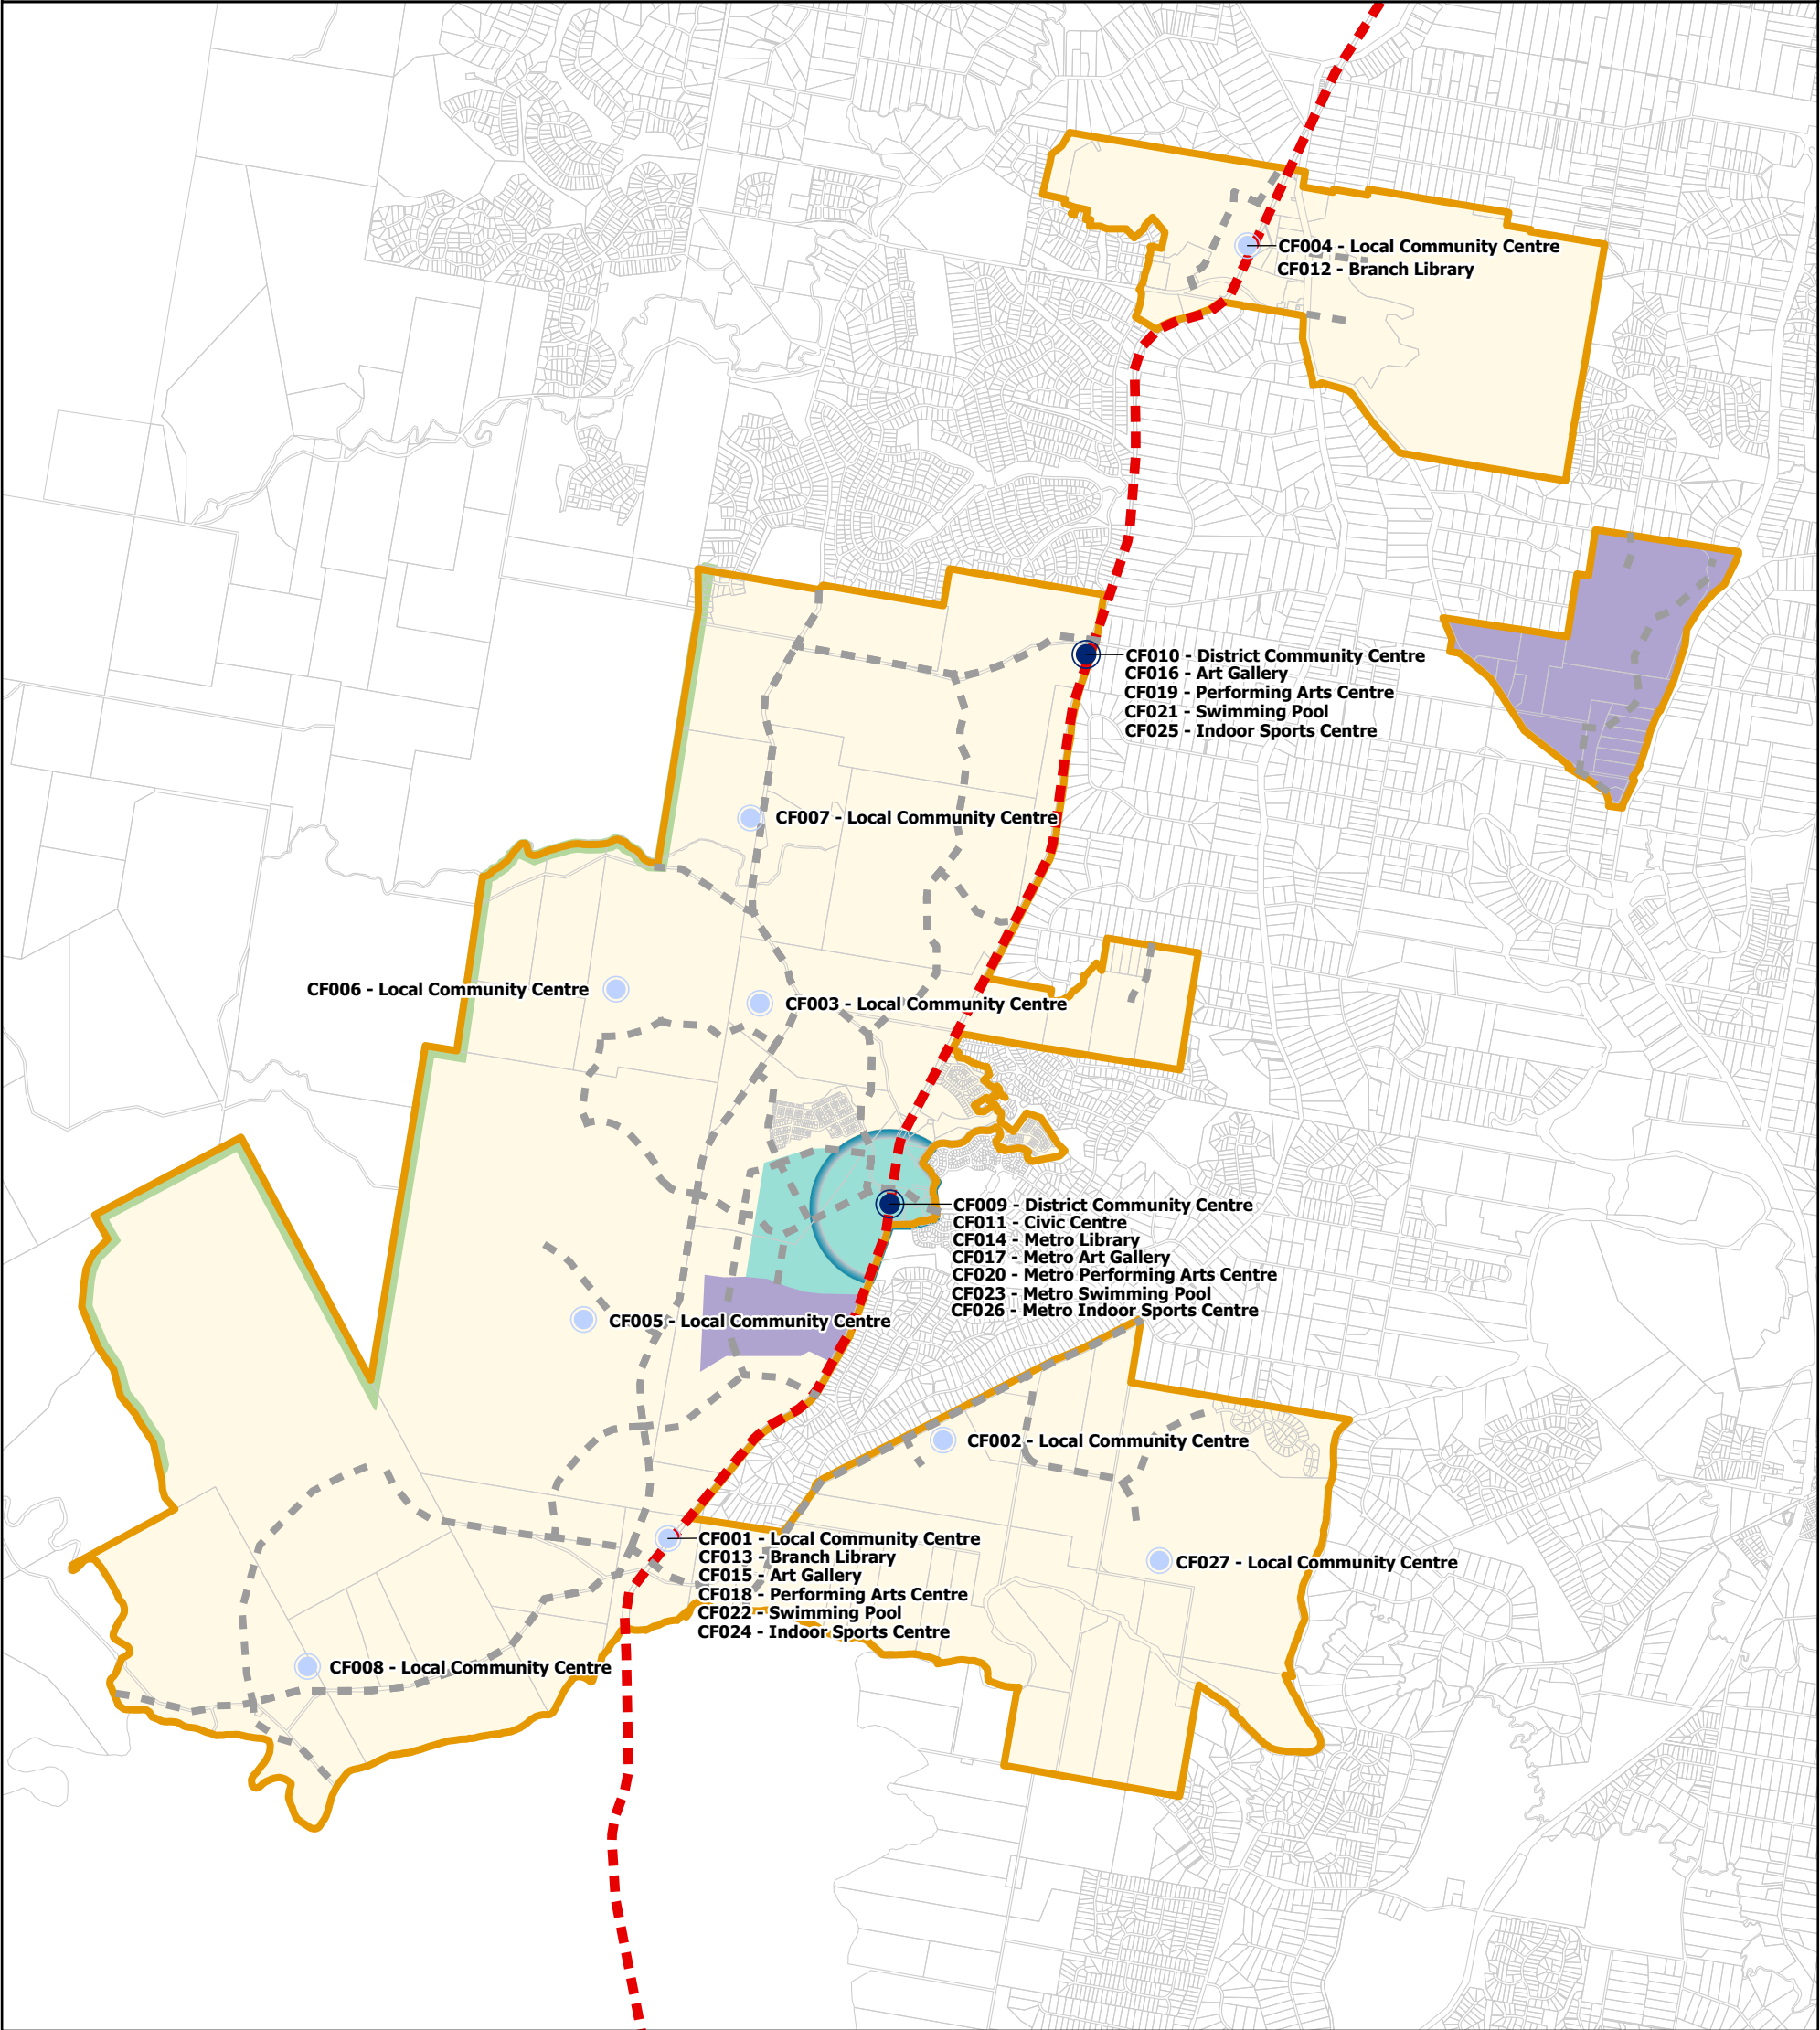 CF004 - Local Community Centre
CF012 - Branch Library
CF010 - District Community Centre
CF016 - Art Gallery
CF019 - Performing Arts Centre
CF021 - Swimming Pool
CF025 - Indoor Sports Centre
CF007 - Local Community Centre
CF006 - Local Community Centre
CF003 - Local Community Centre
CF009 - District Community Centre
CF011 - Civic Centre
CF014 - Metro Library
CF017 - Metro Art Gallery
CF020 - Metro Performing Arts Centre
CF023 - Metro Swimming Pool
CF026 - Metro Indoor Sports Centre
CF005 - Local Community Centre
CF002 - Local Community Centre
CF001 - Local Community Centre
CF013 - Branch Library
CF015 - Art Gallery
CF018 - Performing Arts Centre
CF022 - Swimming Pool
CF024 - Indoor Sports Centre
CF027 - Local Community Centre
CF008 - Local Community Centre